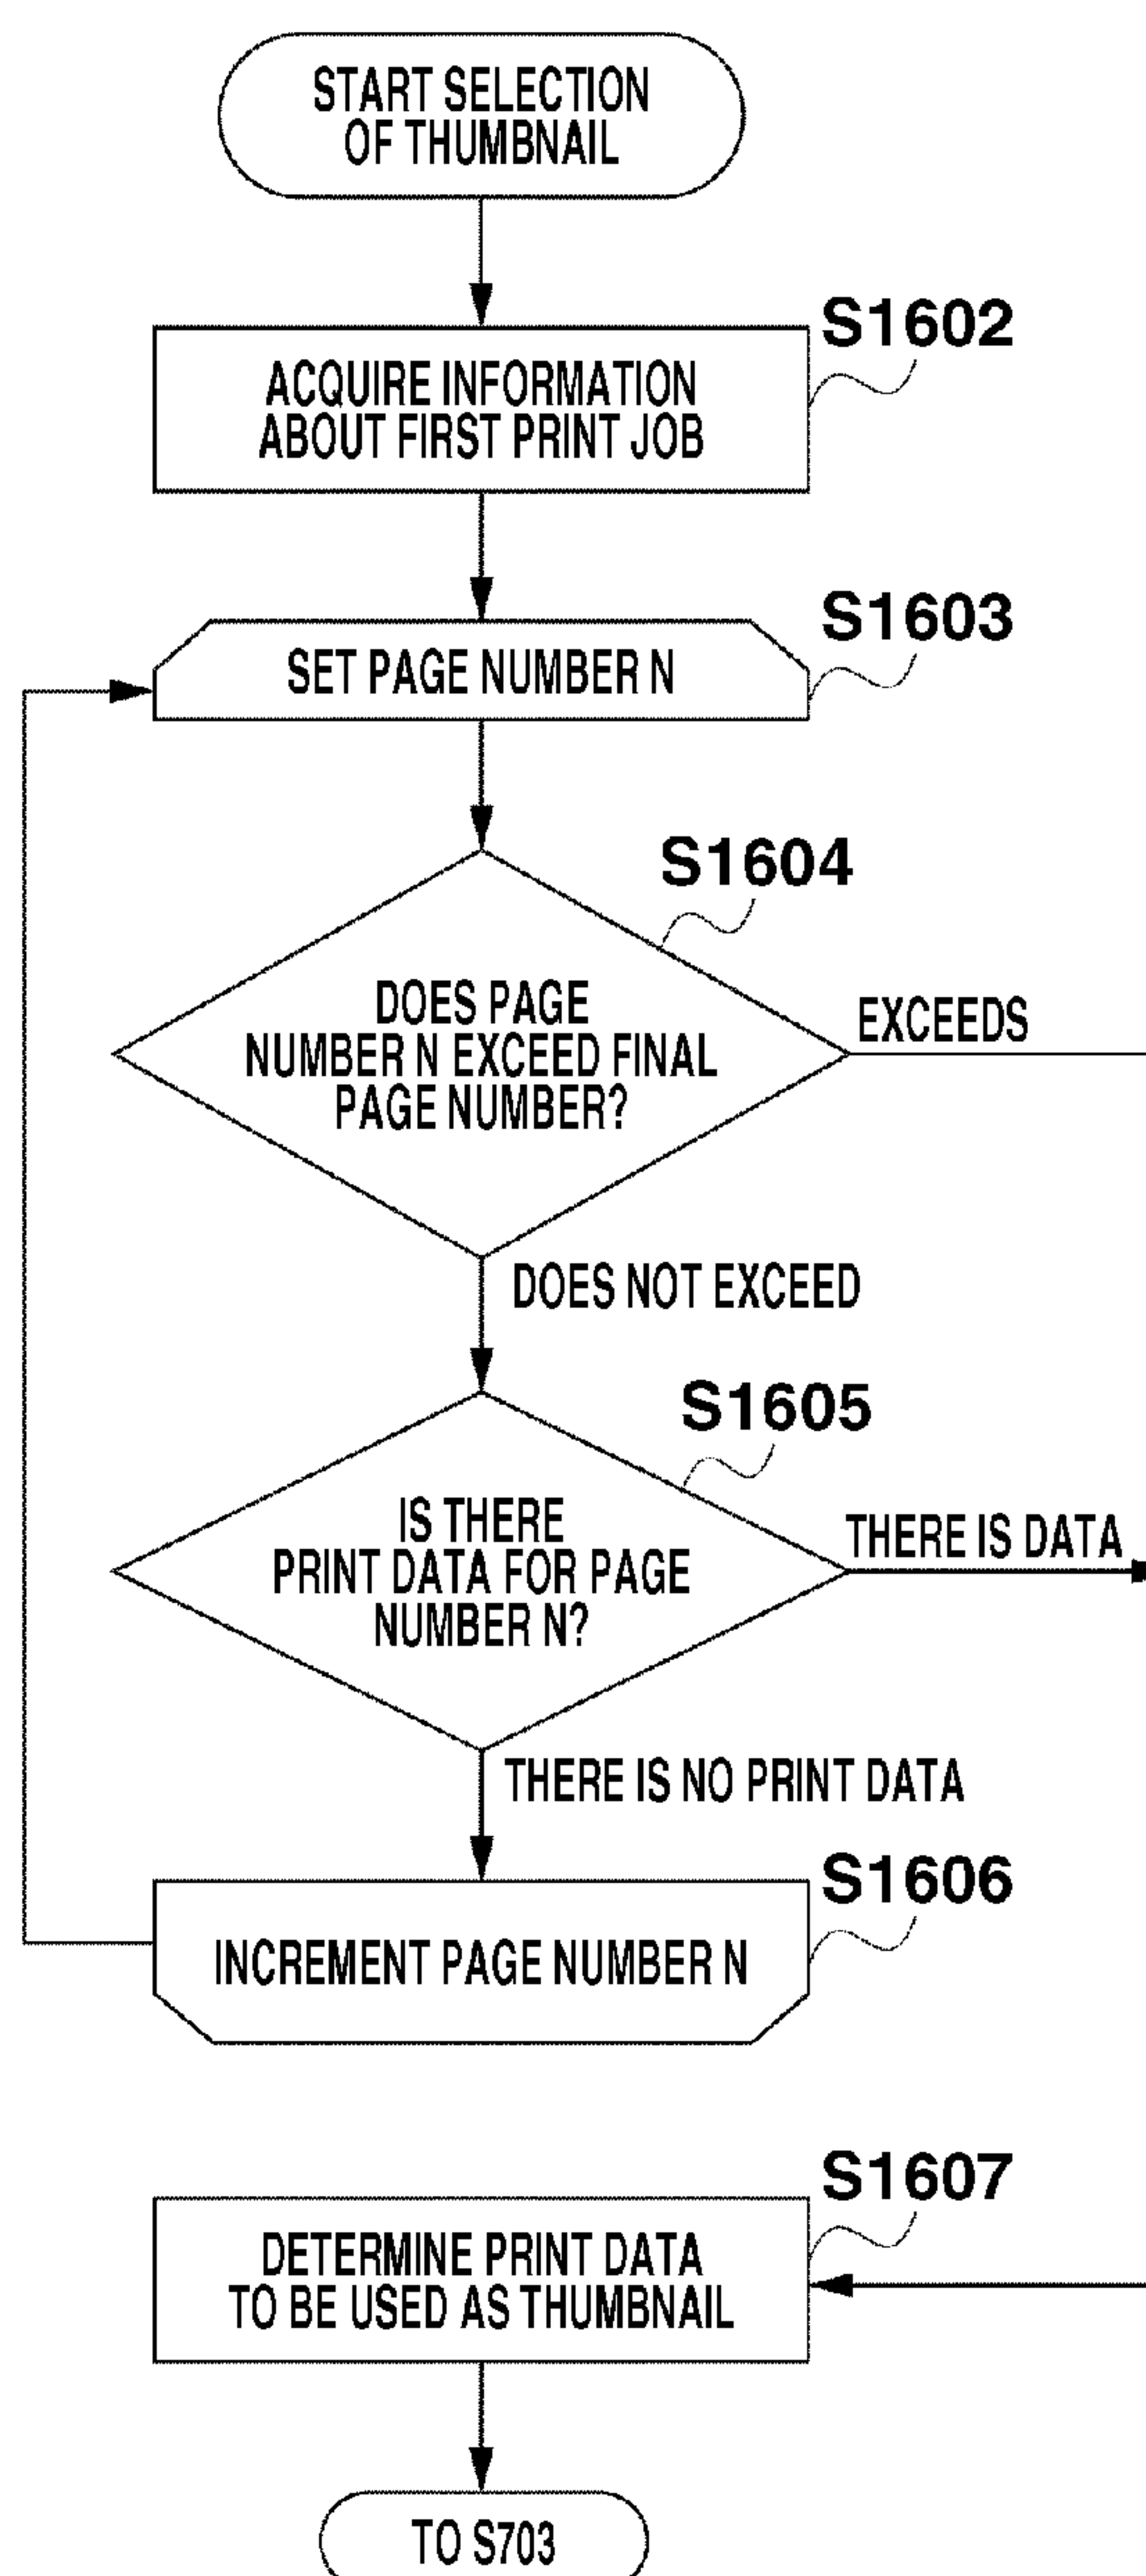 START SELECTION
OF THUMBNAIL
S1602
ACQUIRE INFORMATION
ABOUT FIRST PRINT JOB
S1603
SET PAGE NUMBER N
S1604
DOES PAGE
NUMBER N EXCEED FINAL
PAGE NUMBER?
EXCEEDS
DOES NOT EXCEED
S1605
IS THERE
PRINT DATA FOR PAGE
NUMBER N?
THERE IS DATA
THERE IS NO PRINT DATA
S1606
INCREMENT PAGE NUMBER N
S1607
DETERMINE PRINT DATA
TO BE USED AS THUMBNAIL
TO S703